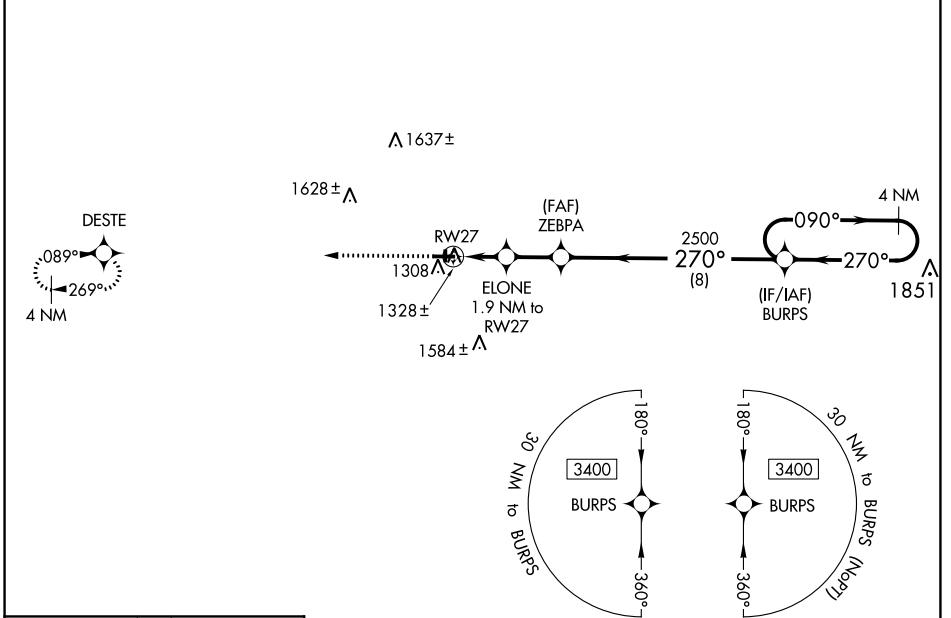 1637±
1628±
DESTE
089°
269°
4 NM
RW27
1308
1328±
1584±
ELONE
1.9 NM to
RW27
(FAF)
ZEBPA
2500
270°
(8)
090°
4 NM
270°
(IF/IAF)
BURPS
1851
180°
3400
BURPS
360°
30 NM to BURPS
180°
3400
BURPS
360°
30 NM to BURPS (NoPT)